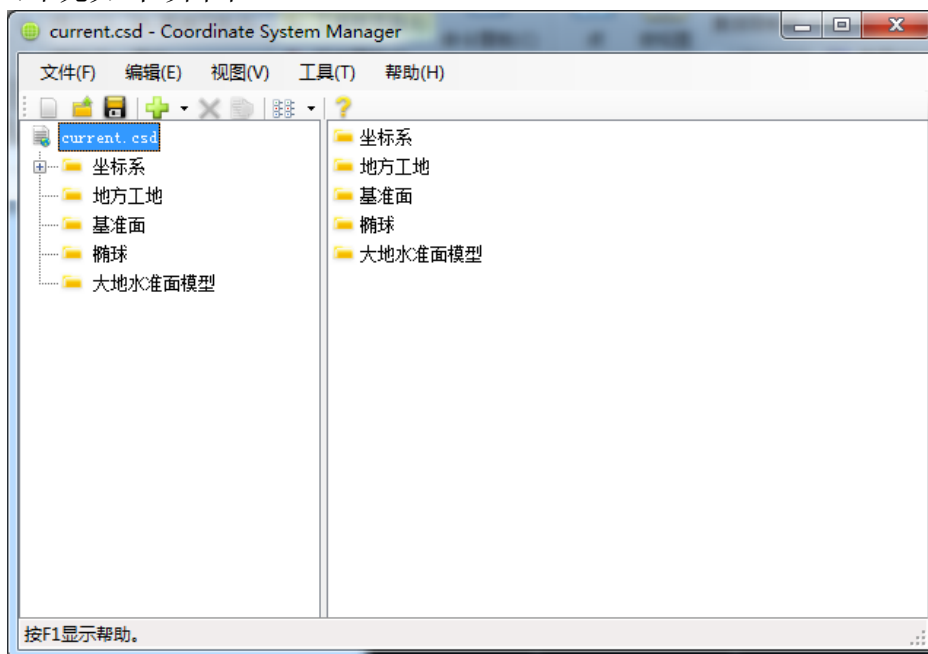 current.csd - Coordinate System Manager
文件(F) 编辑(E) 视图(V) 工具(T) 帮助(H)
current.csd
坐标系
地方工地
基准面
椭球
大地水准面模型
坐标系
地方工地
基准面
椭球
大地水准面模型
按F1显示帮助。